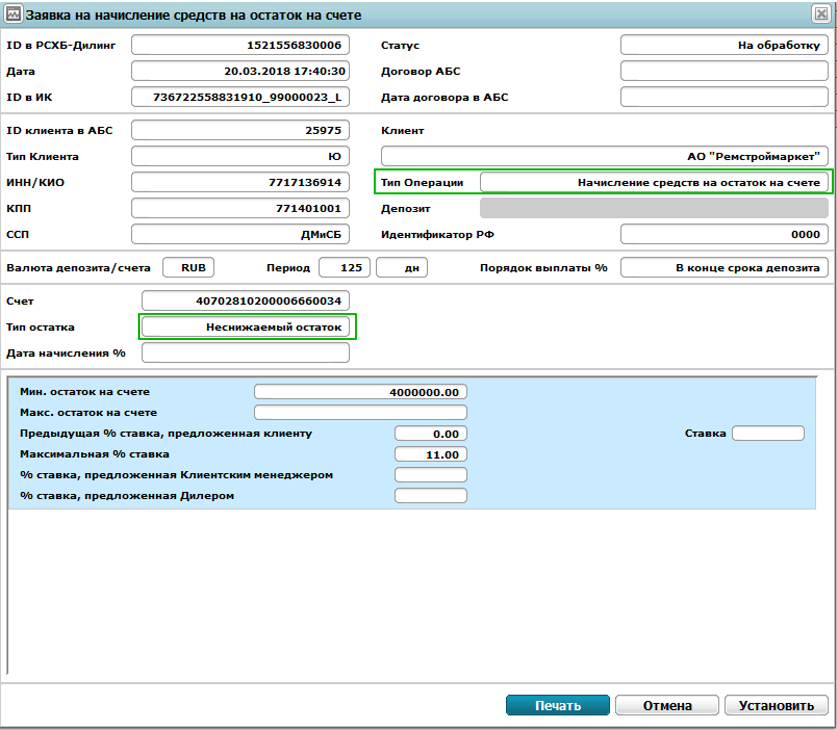 Заявка на начисление средств на остаток на счете
ID в РСХБ-Дилинг 1521556830006 Статус На обработку
Дата 20.03.2018 17:40:30 Договор АБС
ID в ИК 736722558831910_99000023_L Дата договора в АБС
ID клиента в АБС 25975 Клиент
Тип Клиента Ю АО "Ремстроймаркет"
ИНН/КИО 7717136914 Тип Операции Начисление средств на остаток на счете
КПП 771401001 Депозит
ССП ДМиСБ Идентификатор РФ 0000
Валюта депозита/счета RUB Период 125 дн Порядок выплаты % В конце срока депозита
Счет 40702810200006660034
Тип остатка Неснижаемый остаток
Дата начисления %
Мин. остаток на счете 4000000.00
Макс. остаток на счете
Предыдущая % ставка, предложенная клиенту 0.00 Ставка
Максимальная % ставка 11.00
% ставка, предложенная Клиентским менеджером
% ставка, предложенная Дилером
Печать Отмена Установить